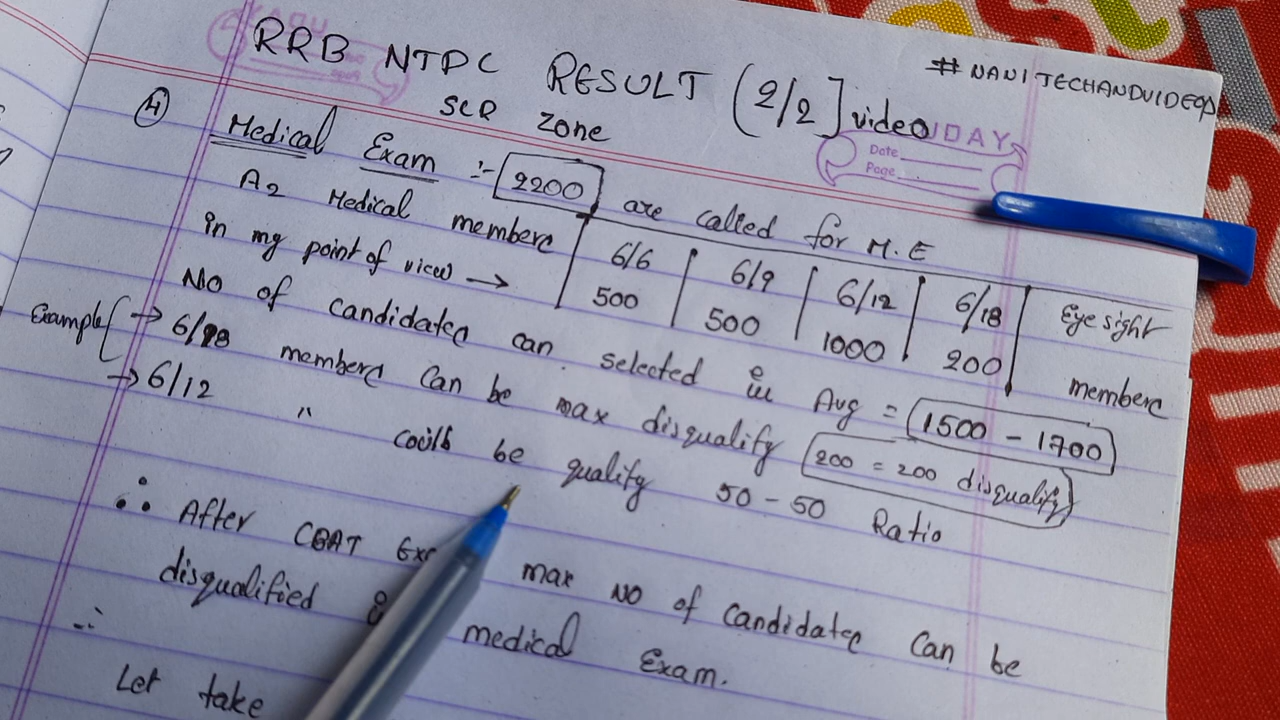 RRB NTPC RESULT (2/2] video
# NANITECHANDVIDEOS
SCR Zone
Date
Page
④ Medical Exam :- 2200 are called for M.E
A2 Medical members
in my point of view →
6/6 6/9 6/12 6/18 Eye sight
500 500 1000 200 members
No of candidates can selected in Avg = 1500 - 1700
Example → 6/18 members can be max disqualify 200 = 200 disqualify
→ 6/12 " could be qualify 50 - 50 Ratio
∴ After CBAT max NO of candidates can be
disqualified medical Exam.
∴ Let take